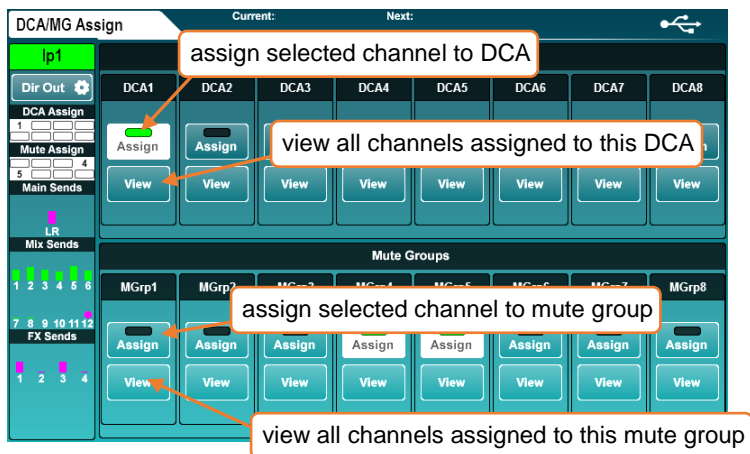 DCA/MG Assign
Current:
Next:
Ip1
assign selected channel to DCA
Dir Out
DCA1 DCA2 DCA3 DCA4 DCA5 DCA6 DCA7 DCA8
DCA Assign
1
Mute Assign
4
5
Assign Assign
view all channels assigned to this DCA
View View View View View View View View
Main Sends
LR
Mix Sends
1 2 3 4 5 6
7 8 9 10 11 12
Mute Groups
MGrp1 MGrp2 MGrp8
assign selected channel to mute group
FX Sends
1 2 3 4
Assign Assign Assign Assign Assign Assign Assign Assign
View View View View View View View View
view all channels assigned to this mute group